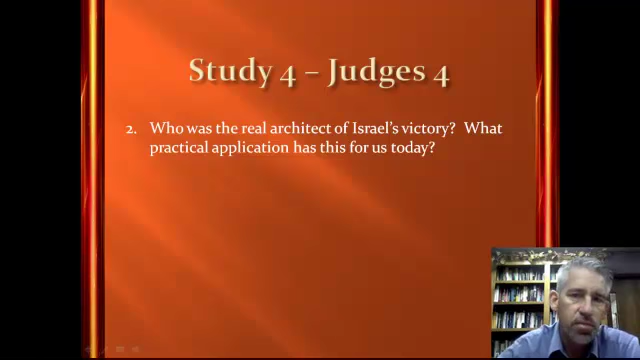 Study 4 – Judges 4
2. Who was the real architect of Israel's victory? What
practical application has this for us today?